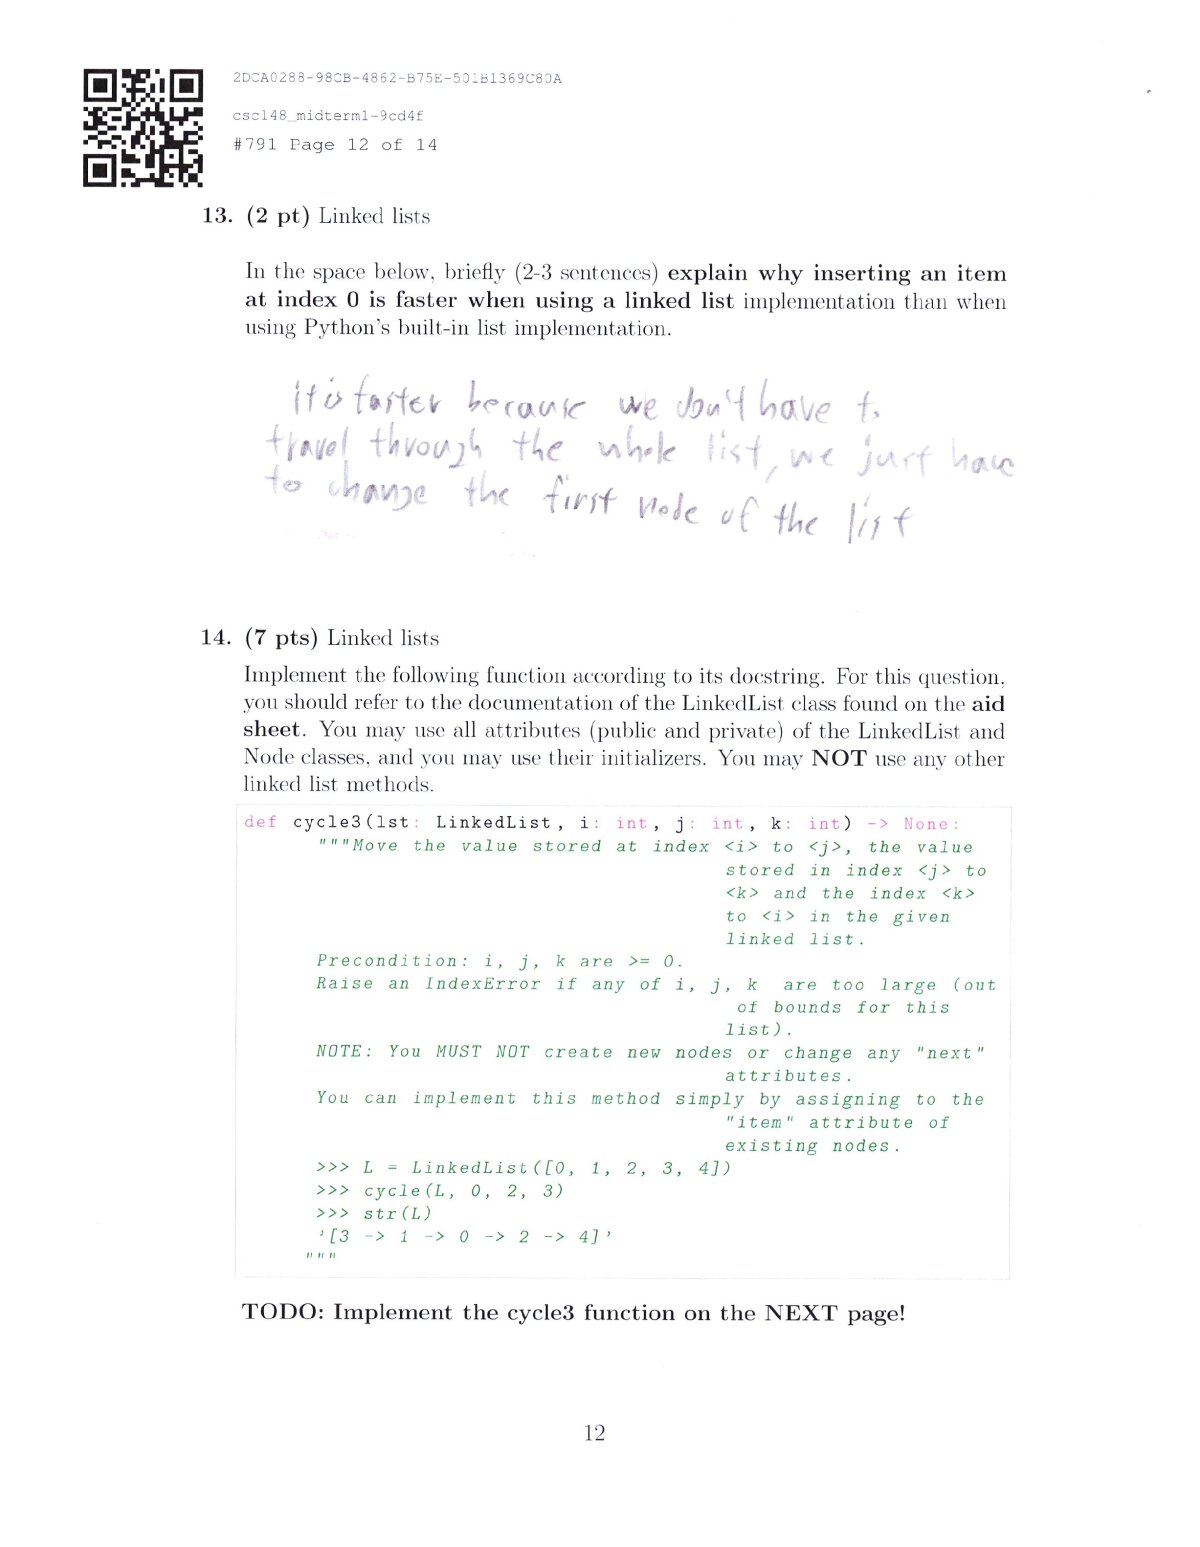 2DCA0288-98CB-4862-B75E-501B1369C80A
csc148_midterm1-9cd4f
#791 Page 12 of 14
13. (2 pt) Linked lists
In the space below, briefly (2-3 sentences) explain why inserting an item
at index 0 is faster when using a linked list implementation than when
using Python's built-in list implementation.
it is faster because we don't have to
travel through the whole list, we just have
to change the first node of the list
14. (7 pts) Linked lists
Implement the following function according to its docstring. For this question,
you should refer to the documentation of the LinkedList class found on the aid
sheet. You may use all attributes (public and private) of the LinkedList and
Node classes, and you may use their initializers. You may NOT use any other
linked list methods.
def cycle3(lst: LinkedList, i: int, j: int, k: int) -> None:
"""Move the value stored at index <i> to <j>, the value
stored in index <j> to
<k> and the index <k>
to <i> in the given
linked list.
Precondition: i, j, k are >= 0.
Raise an IndexError if any of i, j, k are too large (out
of bounds for this
list).
NOTE: You MUST NOT create new nodes or change any "next"
attributes.
You can implement this method simply by assigning to the
"item" attribute of
existing nodes.
>>> L = LinkedList([0, 1, 2, 3, 4])
>>> cycle(L, 0, 2, 3)
>>> str(L)
'[3 -> 1 -> 0 -> 2 -> 4]'
"""
TODO: Implement the cycle3 function on the NEXT page!
12